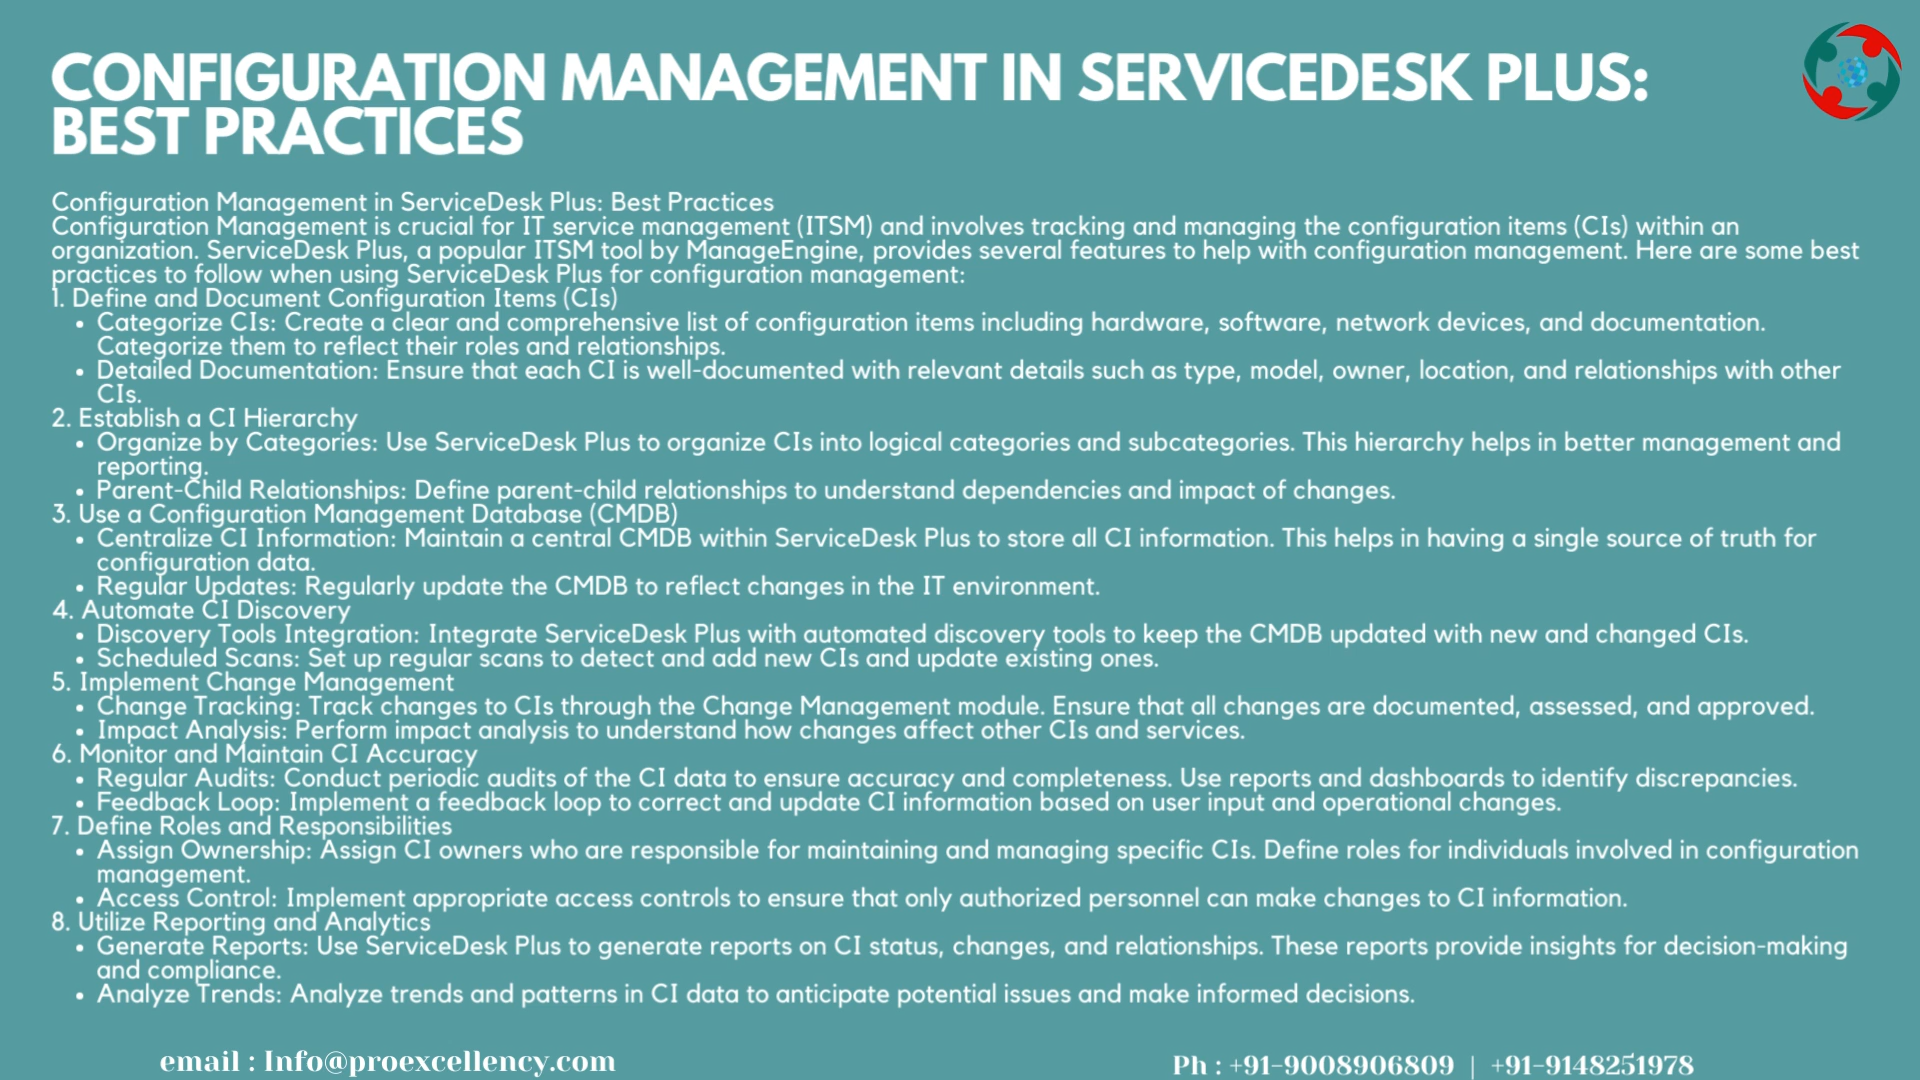 CONFIGURATION MANAGEMENT IN SERVICEDESK PLUS:
BEST PRACTICES
Configuration Management in ServiceDesk Plus: Best Practices
Configuration Management is crucial for IT service management (ITSM) and involves tracking and managing the configuration items (CIs) within an
organization. ServiceDesk Plus, a popular ITSM tool by ManageEngine, provides several features to help with configuration management. Here are some best
practices to follow when using ServiceDesk Plus for configuration management:
1. Define and Document Configuration Items (CIs)
• Categorize CIs: Create a clear and comprehensive list of configuration items including hardware, software, network devices, and documentation.
Categorize them to reflect their roles and relationships.
• Detailed Documentation: Ensure that each CI is well-documented with relevant details such as type, model, owner, location, and relationships with other
CIs.
2. Establish a CI Hierarchy
• Organize by Categories: Use ServiceDesk Plus to organize CIs into logical categories and subcategories. This hierarchy helps in better management and
reporting.
• Parent-Child Relationships: Define parent-child relationships to understand dependencies and impact of changes.
3. Use a Configuration Management Database (CMDB)
• Centralize CI Information: Maintain a central CMDB within ServiceDesk Plus to store all CI information. This helps in having a single source of truth for
configuration data.
• Regular Updates: Regularly update the CMDB to reflect changes in the IT environment.
4. Automate CI Discovery
• Discovery Tools Integration: Integrate ServiceDesk Plus with automated discovery tools to keep the CMDB updated with new and changed CIs.
• Scheduled Scans: Set up regular scans to detect and add new CIs and update existing ones.
5. Implement Change Management
• Change Tracking: Track changes to CIs through the Change Management module. Ensure that all changes are documented, assessed, and approved.
• Impact Analysis: Perform impact analysis to understand how changes affect other CIs and services.
6. Monitor and Maintain CI Accuracy
• Regular Audits: Conduct periodic audits of the CI data to ensure accuracy and completeness. Use reports and dashboards to identify discrepancies.
• Feedback Loop: Implement a feedback loop to correct and update CI information based on user input and operational changes.
7. Define Roles and Responsibilities
• Assign Ownership: Assign CI owners who are responsible for maintaining and managing specific CIs. Define roles for individuals involved in configuration
management.
• Access Control: Implement appropriate access controls to ensure that only authorized personnel can make changes to CI information.
8. Utilize Reporting and Analytics
• Generate Reports: Use ServiceDesk Plus to generate reports on CI status, changes, and relationships. These reports provide insights for decision-making
and compliance.
• Analyze Trends: Analyze trends and patterns in CI data to anticipate potential issues and make informed decisions.
email : Info@proexcellency.com
Ph : +91-9008906809 | +91-9148251978